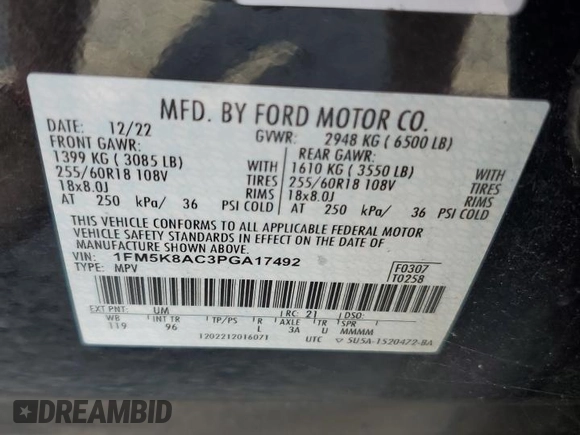 MFD. BY FORD MOTOR CO.
DATE: 12/22 GVWR: 2948 KG ( 6500 LB)
FRONT GAWR: REAR GAWR:
1399 KG ( 3085 LB) WITH 1610 KG ( 3550 LB) WITH
255/60R18 108V TIRES 255/60R18 108V TIRES
18x8.0J RIMS 18x8.0J RIMS
AT 250 kPa/ 36 PSI COLD AT 250 kPa/ 36 PSI COLD
THIS VEHICLE CONFORMS TO ALL APPLICABLE FEDERAL MOTOR
VEHICLE SAFETY STANDARDS IN EFFECT ON THE DATE OF
MANUFACTURE SHOWN ABOVE.
VIN: 1FM5K8AC3PGA17492 F0307
TYPE: MPV T0258
EXT PNT: UM RC: 21 DSO:
WB INT TR TP/PS R AXLE TR SPR
119 96 L 3A U MMMM
1202212016071 UTC SU5A-1520472-BA
DREAMBID